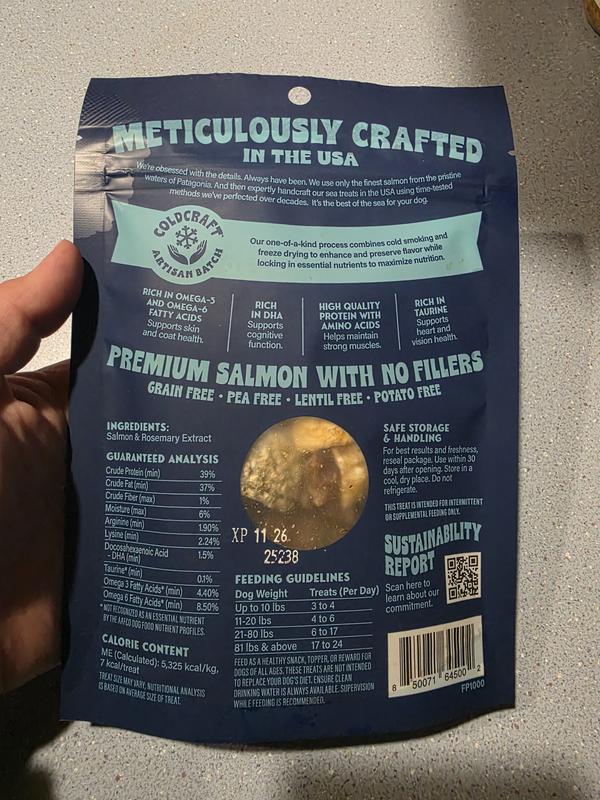 METICULOUSLY CRAFTED
IN THE USA
We're obsessed with the details. Always have been. We use only the finest salmon from the pristine
waters of Patagonia. And then expertly handcraft our sea treats in the USA using time-tested
methods we've perfected over decades. It's the best of the sea for your dog.
COLDCRAFT
ARTISAN BATCH
Our one-of-a-kind process combines cold smoking and
freeze drying to enhance and preserve flavor while
locking in essential nutrients to maximize nutrition.
RICH IN OMEGA-3
AND OMEGA-6
FATTY ACIDS
Supports skin
and coat health.
RICH
IN DHA
Supports
cognitive
function.
HIGH QUALITY
PROTEIN WITH
AMINO ACIDS
Helps maintain
strong muscles.
RICH IN
TAURINE
Supports
heart and
vision health.
PREMIUM SALMON WITH NO FILLERS
GRAIN FREE • PEA FREE • LENTIL FREE • POTATO FREE
INGREDIENTS:
Salmon & Rosemary Extract
GUARANTEED ANALYSIS
Crude Protein (min) 39%
Crude Fat (min) 37%
Crude Fiber (max) 1%
Moisture (max) 6%
Arginine (min) 1.90%
Lysine (min) 2.24%
Docosahexaenoic Acid
- DHA (min) 1.5%
Taurine* (min) 0.1%
Omega 3 Fatty Acids* (min) 4.40%
Omega 6 Fatty Acids* (min) 8.50%
* NOT RECOGNIZED AS AN ESSENTIAL NUTRIENT
BY THE AAFCO DOG FOOD NUTRIENT PROFILES.
CALORIE CONTENT
ME (Calculated): 5,325 kcal/kg,
7 kcal/treat
TREAT SIZE MAY VARY; NUTRITIONAL ANALYSIS
IS BASED ON AVERAGE SIZE OF TREAT.
XP 11 26
25238
FEEDING GUIDELINES
Dog Weight Treats (Per Day)
Up to 10 lbs 3 to 4
11-20 lbs 4 to 6
21-80 lbs 6 to 17
81 lbs & above 17 to 24
FEED AS A HEALTHY SNACK, TOPPER, OR REWARD FOR
DOGS OF ALL AGES. THESE TREATS ARE NOT INTENDED
TO REPLACE YOUR DOG'S DIET. ENSURE CLEAN
DRINKING WATER IS ALWAYS AVAILABLE. SUPERVISION
WHILE FEEDING IS RECOMMENDED.
SAFE STORAGE
& HANDLING
For best results and freshness,
reseal package. Use within 30
days after opening. Store in a
cool, dry place. Do not
refrigerate.
THIS TREAT IS INTENDED FOR INTERMITTENT
OR SUPPLEMENTAL FEEDING ONLY.
SUSTAINABILITY
REPORT
Scan here to
learn about our
commitment.
8 50071 64500 2
FP1000